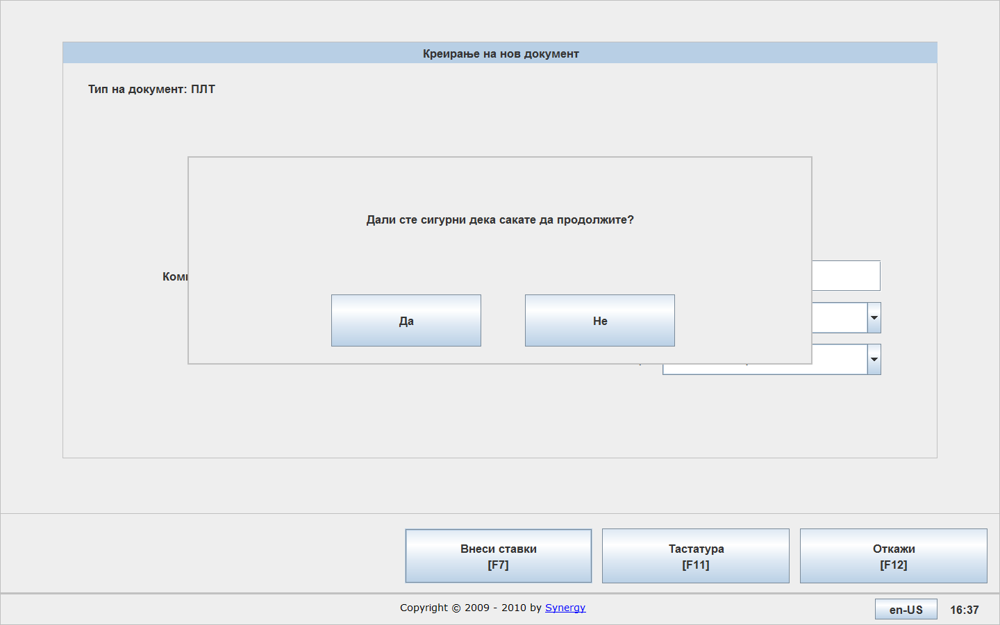 Креирање на нов документ
Тип на документ: ПЛТ
Дали сте сигурни дека сакате да продолжите?
Да
Не
Внеси ставки
[F7]
Тастатура
[F11]
Откажи
[F12]
Copyright © 2009 - 2010 by Synergy
en-US
16:37